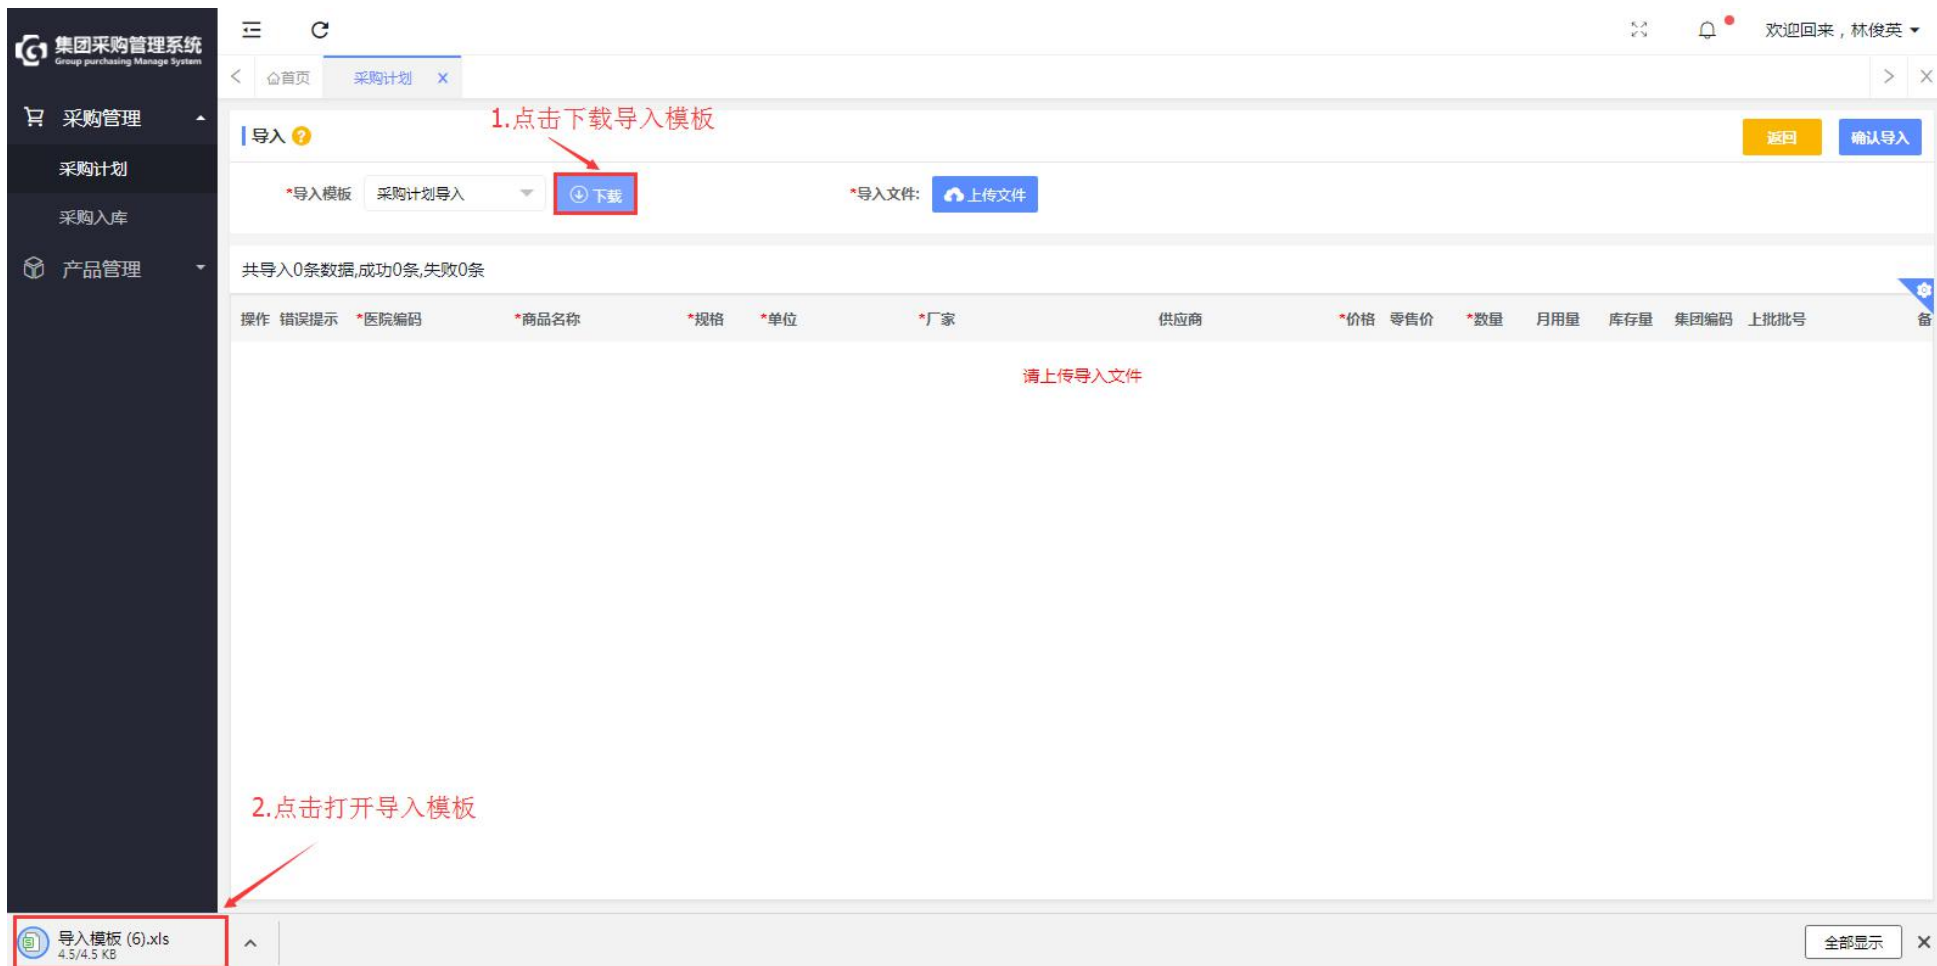 集团采购管理系统
Group purchasing Manage System
欢迎回来，林俊英
首页
采购计划
采购管理
采购计划
采购入库
产品管理
1.点击下载导入模板
导入
返回
确认导入
*导入模板
采购计划导入
下载
*导入文件:
上传文件
共导入0条数据,成功0条,失败0条
操作 错误提示 *医院编码 *商品名称 *规格 *单位 *厂家 供应商 *价格 零售价 *数量 月用量 库存量 集团编码 上批批号 备
请上传导入文件
2.点击打开导入模板
导入模板 (6).xls
4.5/4.5 KB
全部显示